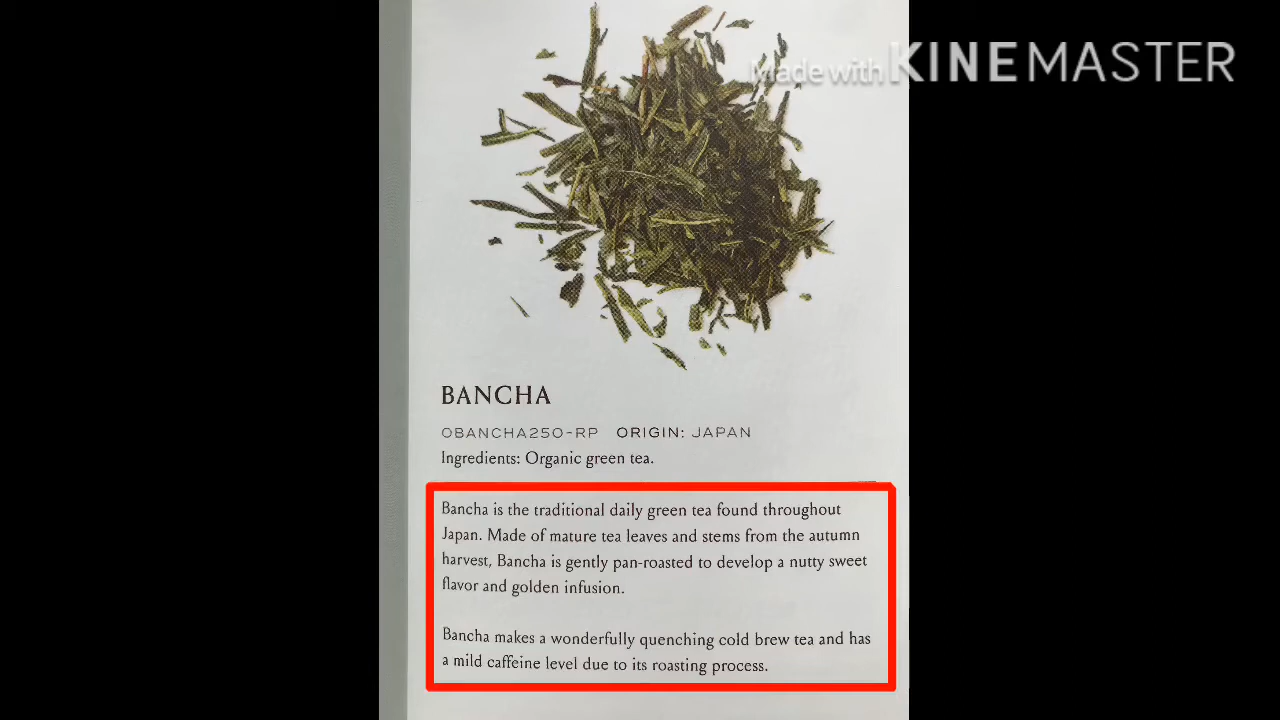 Made with KINEMASTER
BANCHA
OBANCHA250-RP ORIGIN: JAPAN
Ingredients: Organic green tea.
Bancha is the traditional daily green tea found throughout
Japan. Made of mature tea leaves and stems from the autumn
harvest, Bancha is gently pan-roasted to develop a nutty sweet
flavor and golden infusion.
Bancha makes a wonderfully quenching cold brew tea and has
a mild caffeine level due to its roasting process.